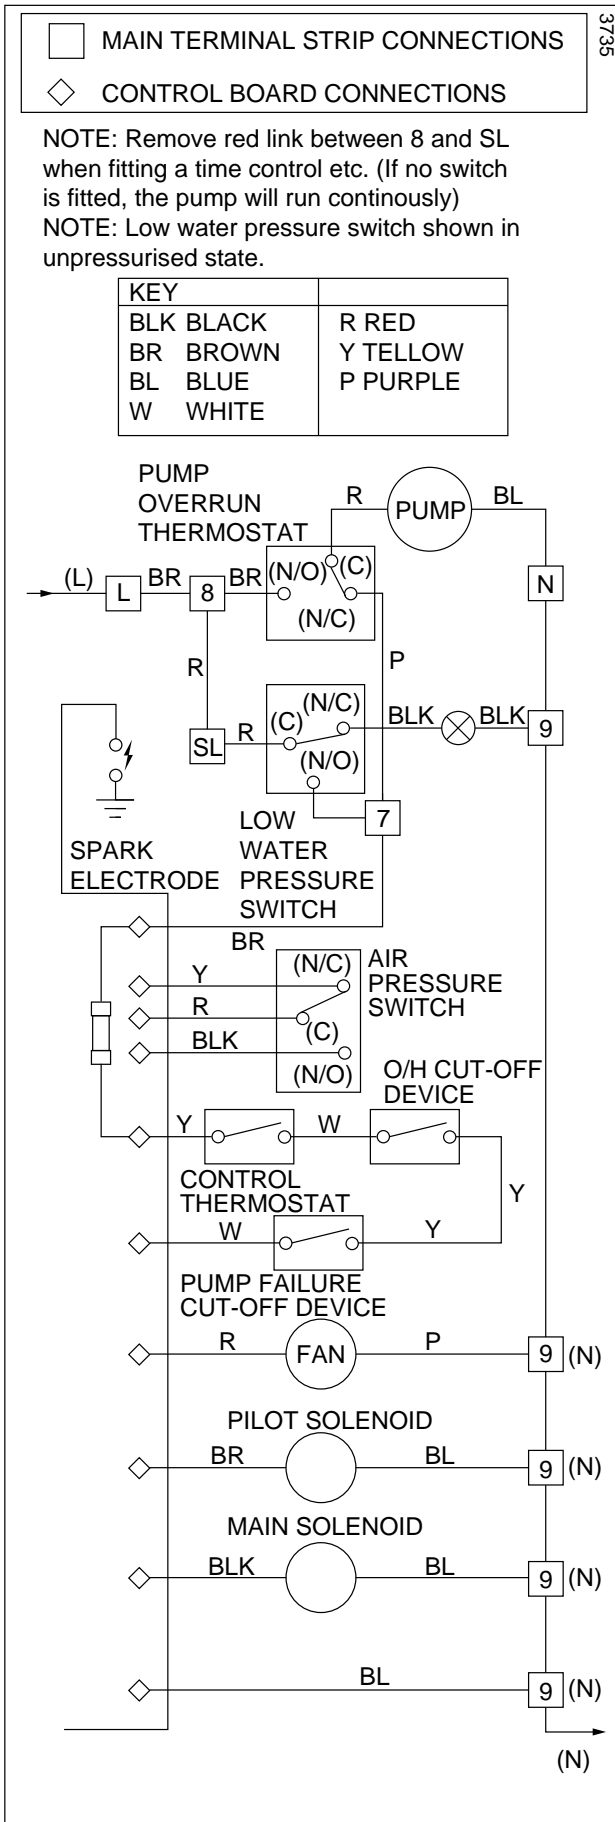 3735
MAIN TERMINAL STRIP CONNECTIONS
CONTROL BOARD CONNECTIONS
NOTE: Remove red link between 8 and SL
when fitting a time control etc. (If no switch
is fitted, the pump will run continously)
NOTE: Low water pressure switch shown in
unpressurised state.
KEY
BLK BLACK R RED
BR BROWN Y TELLOW
BL BLUE P PURPLE
W WHITE
PUMP
OVERRUN
THERMOSTAT
R PUMP BL
(L) L BR 8 BR (N/O) (C) N
(N/C)
R P
SL R (C) (N/C) BLK BLK 9
(N/O)
7
LOW
WATER
PRESSURE
SWITCH
SPARK
ELECTRODE
BR
Y (N/C)
R (C)
BLK (N/O)
AIR
PRESSURE
SWITCH
O/H CUT-OFF
DEVICE
Y W
Y
CONTROL
THERMOSTAT
W Y
PUMP FAILURE
CUT-OFF DEVICE
R FAN P 9 (N)
PILOT SOLENOID
BR BL 9 (N)
MAIN SOLENOID
BLK BL 9 (N)
BL 9 (N)
(N)